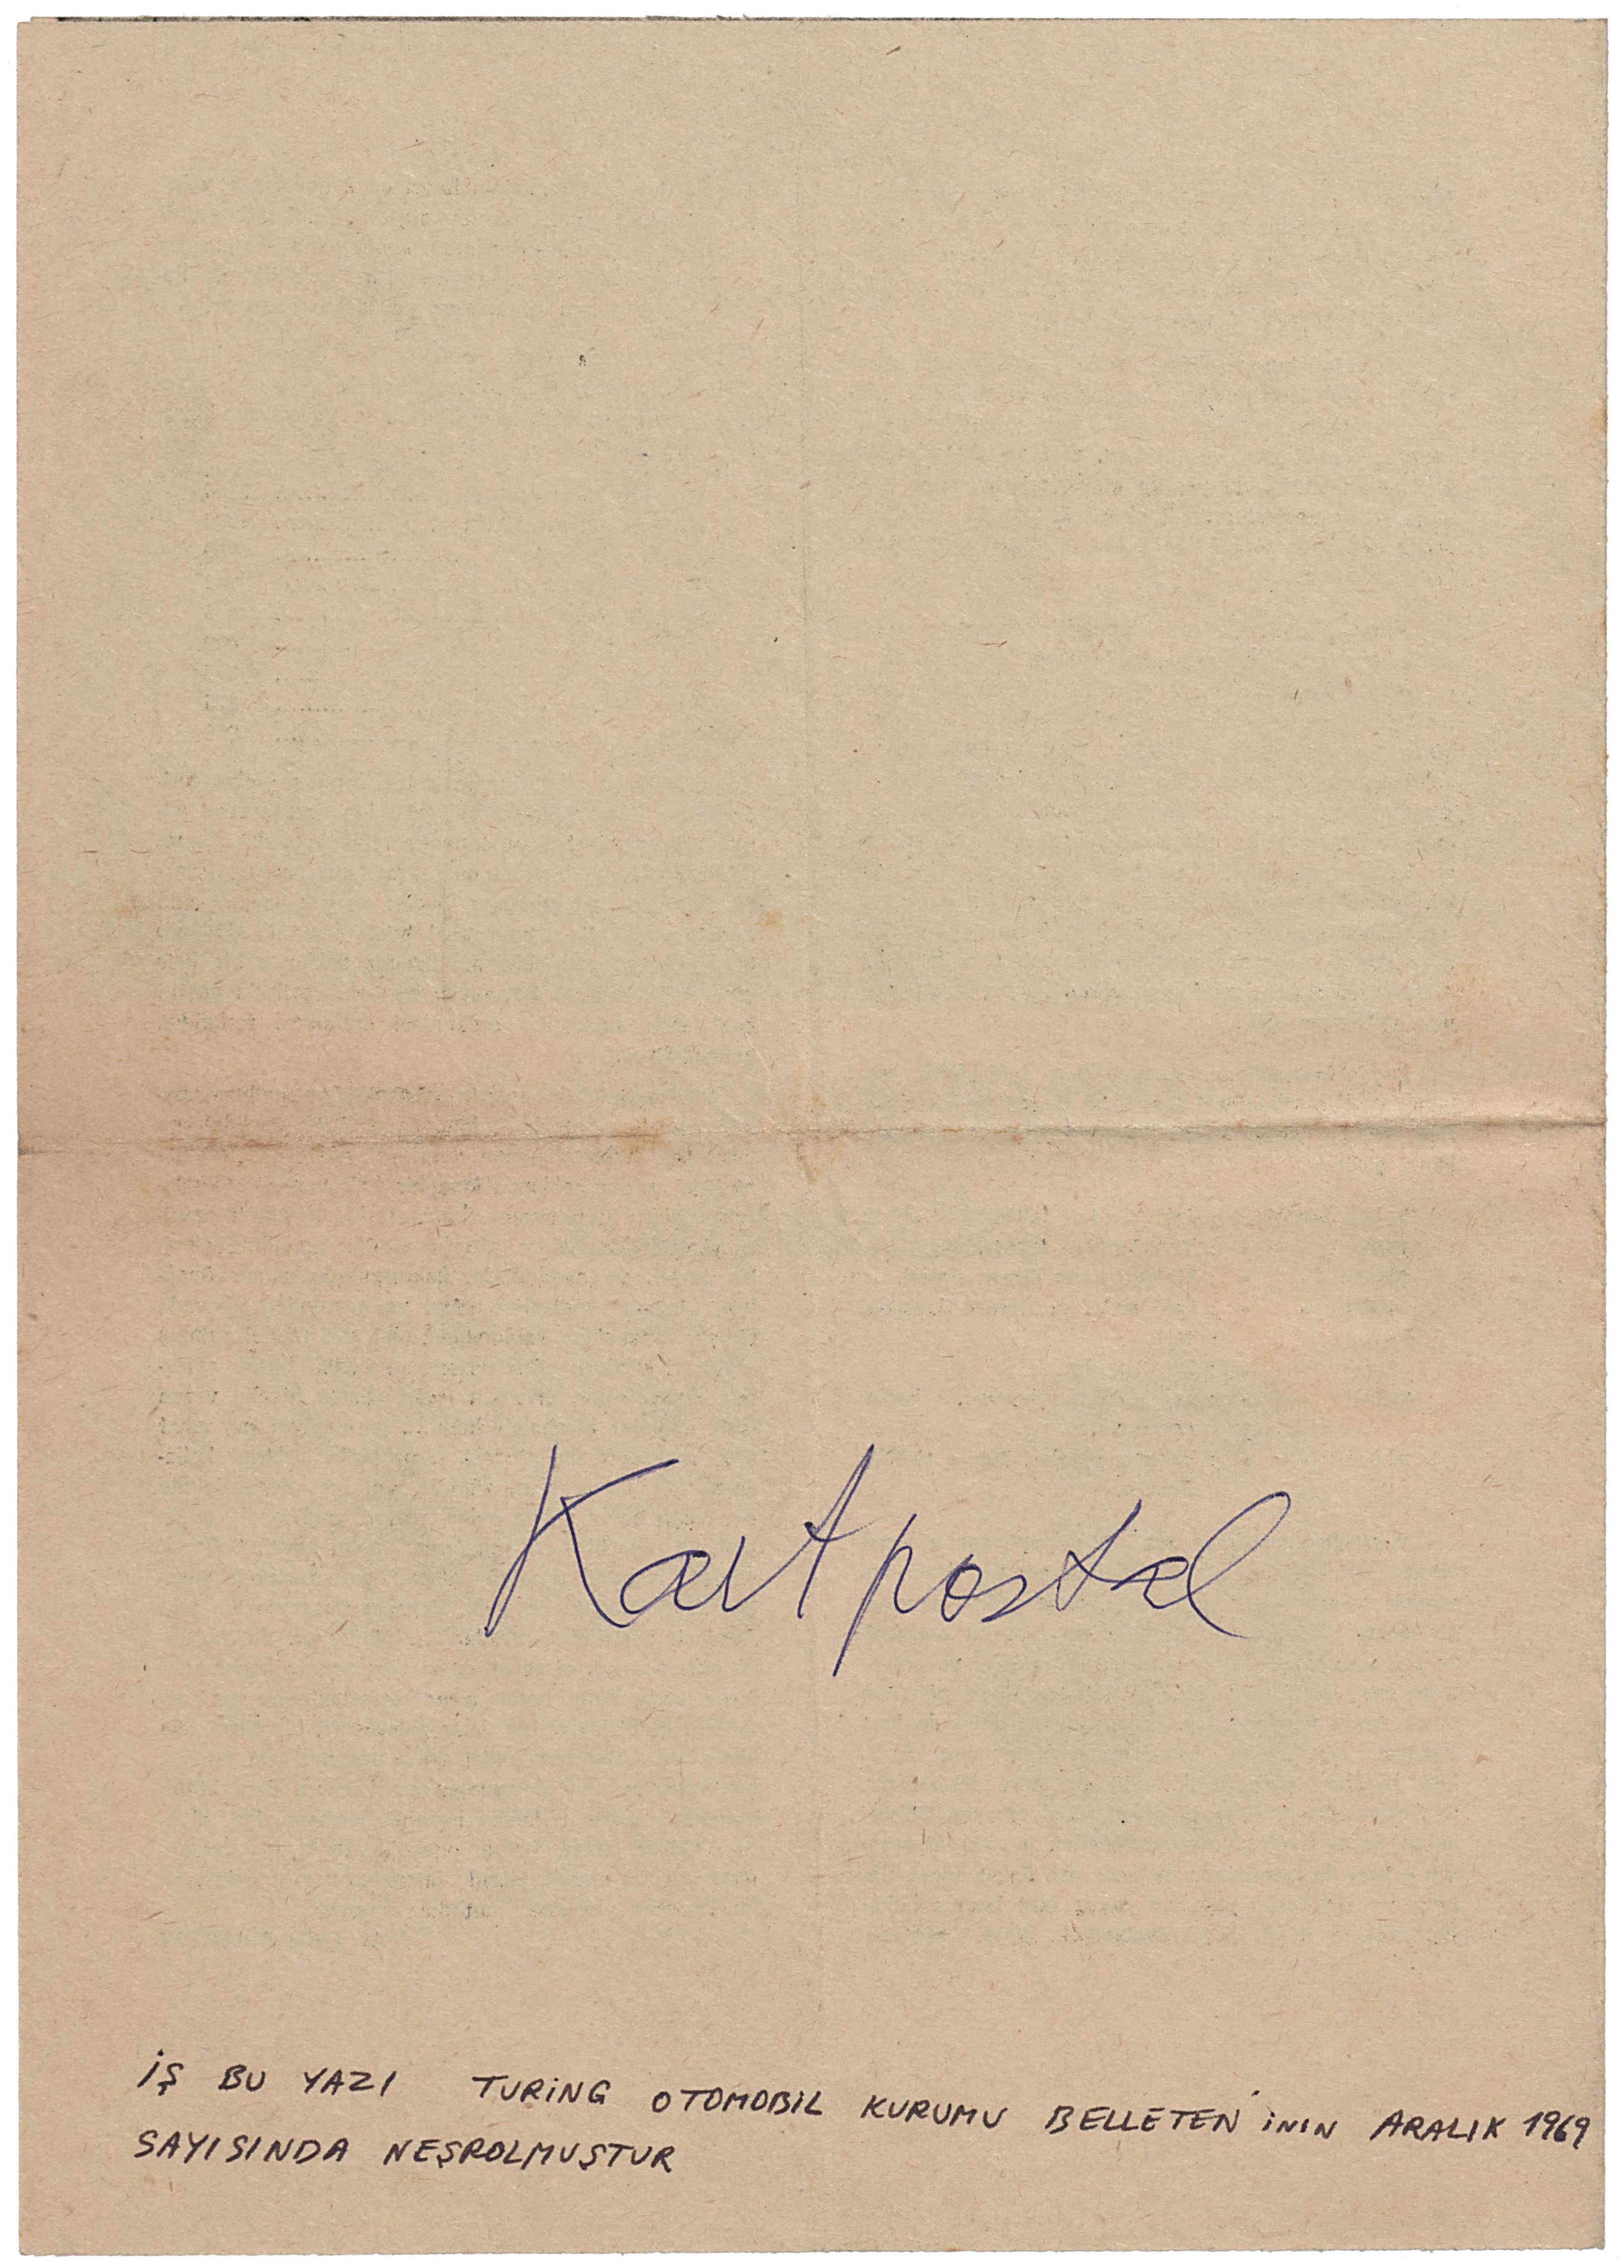 Kartpostal
İŞ BU YAZI TURİNG OTOMOBİL KURUMU BELLETEN'İNİN ARALIK 1969
SAYISINDA NEŞROLMUŞTUR